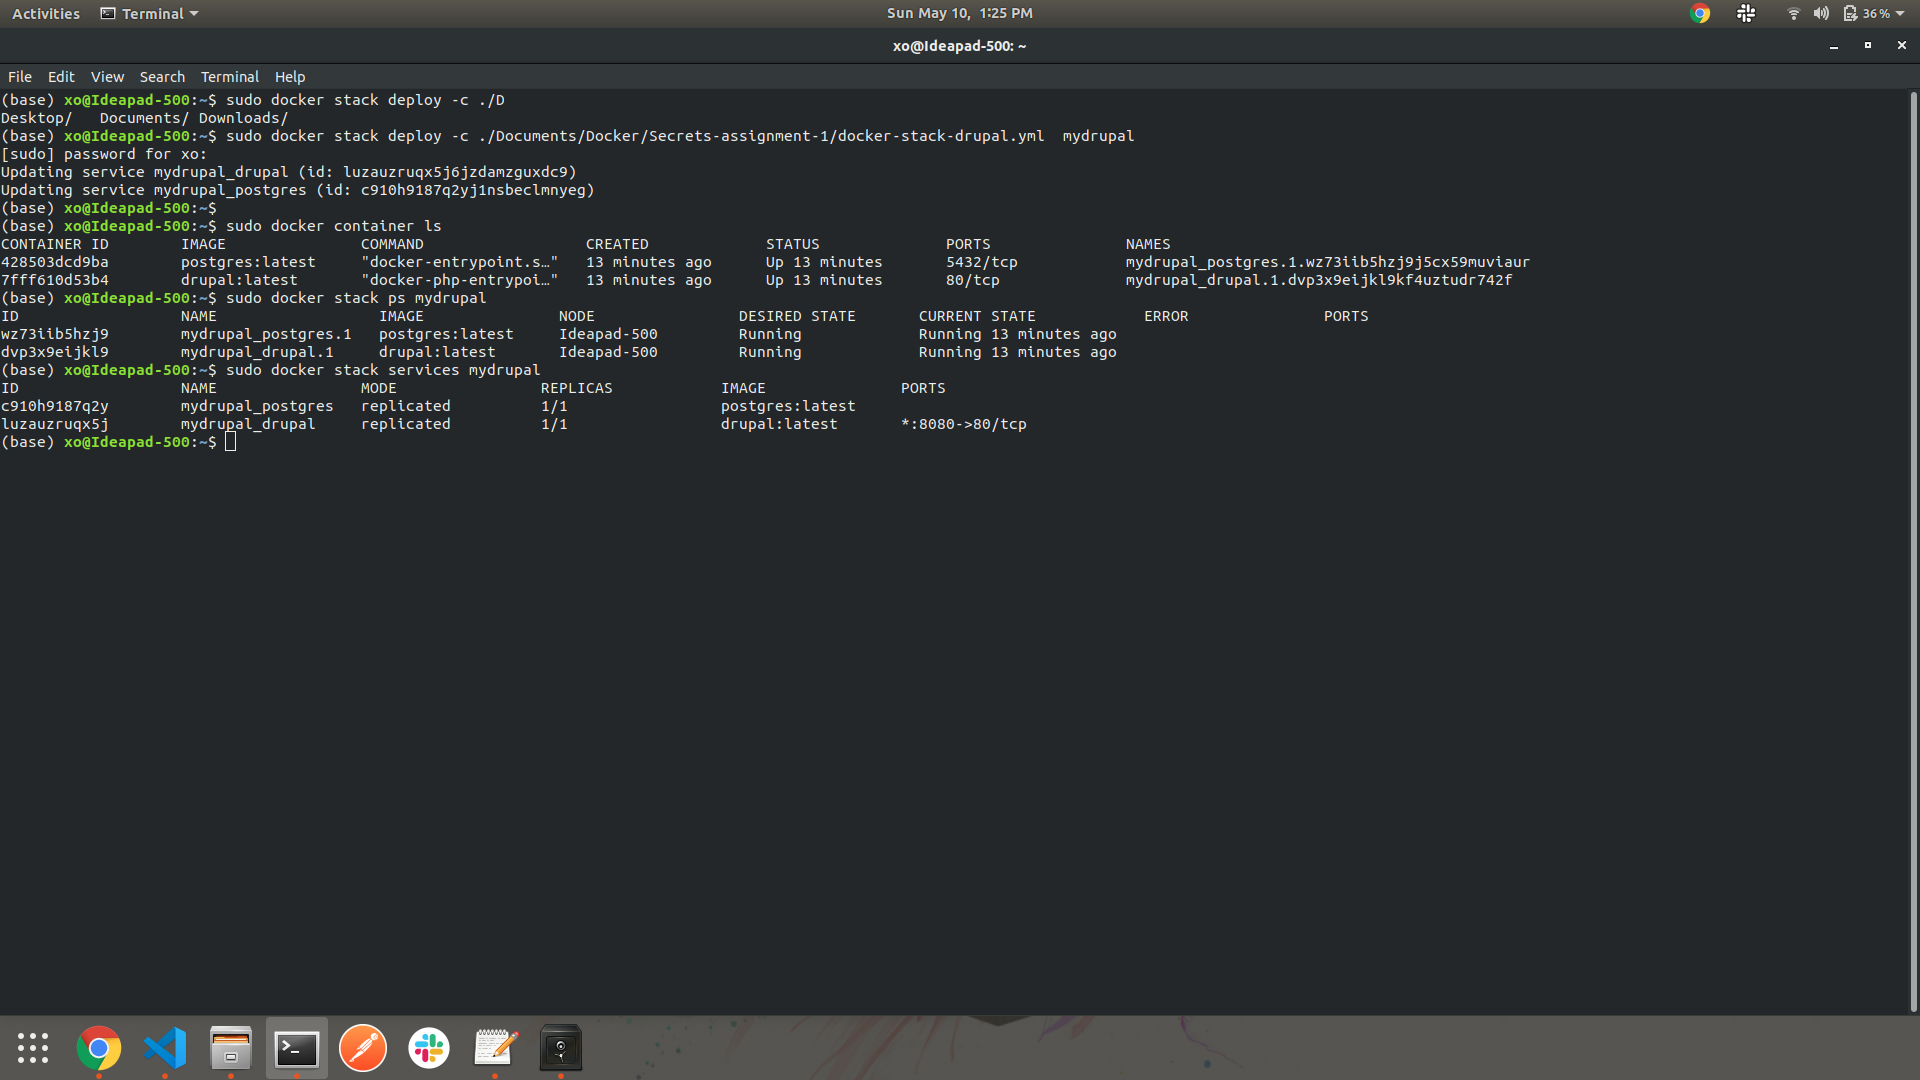 Activities Terminal Sun May 10, 1:25 PM 36%
xo@Ideapad-500: ~
File Edit View Search Terminal Help
(base) xo@Ideapad-500:~$ sudo docker stack deploy -c ./D
Desktop/   Documents/ Downloads/
(base) xo@Ideapad-500:~$ sudo docker stack deploy -c ./Documents/Docker/Secrets-assignment-1/docker-stack-drupal.yml  mydrupal
[sudo] password for xo:
Updating service mydrupal_drupal (id: luzauzruqx5j6jzdamzguxdc9)
Updating service mydrupal_postgres (id: c910h9187q2yj1nsbeclmnyeg)
(base) xo@Ideapad-500:~$
(base) xo@Ideapad-500:~$ sudo docker container ls
CONTAINER ID        IMAGE               COMMAND                  CREATED             STATUS              PORTS               NAMES
428503dcd9ba        postgres:latest     "docker-entrypoint.s…"   13 minutes ago      Up 13 minutes       5432/tcp            mydrupal_postgres.1.wz73iib5hzj9j5cx59muviaur
7fff610d53b4        drupal:latest       "docker-php-entrypoi…"   13 minutes ago      Up 13 minutes       80/tcp              mydrupal_drupal.1.dvp3x9eijkl9kf4uztudr742f
(base) xo@Ideapad-500:~$ sudo docker stack ps mydrupal
ID                  NAME                  IMAGE               NODE                DESIRED STATE       CURRENT STATE            ERROR               PORTS
wz73iib5hzj9        mydrupal_postgres.1   postgres:latest     Ideapad-500         Running             Running 13 minutes ago
dvp3x9eijkl9        mydrupal_drupal.1     drupal:latest       Ideapad-500         Running             Running 13 minutes ago
(base) xo@Ideapad-500:~$ sudo docker stack services mydrupal
ID                  NAME                MODE                REPLICAS            IMAGE               PORTS
c910h9187q2y        mydrupal_postgres   replicated          1/1                 postgres:latest
luzauzruqx5j        mydrupal_drupal     replicated          1/1                 drupal:latest       *:8080->80/tcp
(base) xo@Ideapad-500:~$